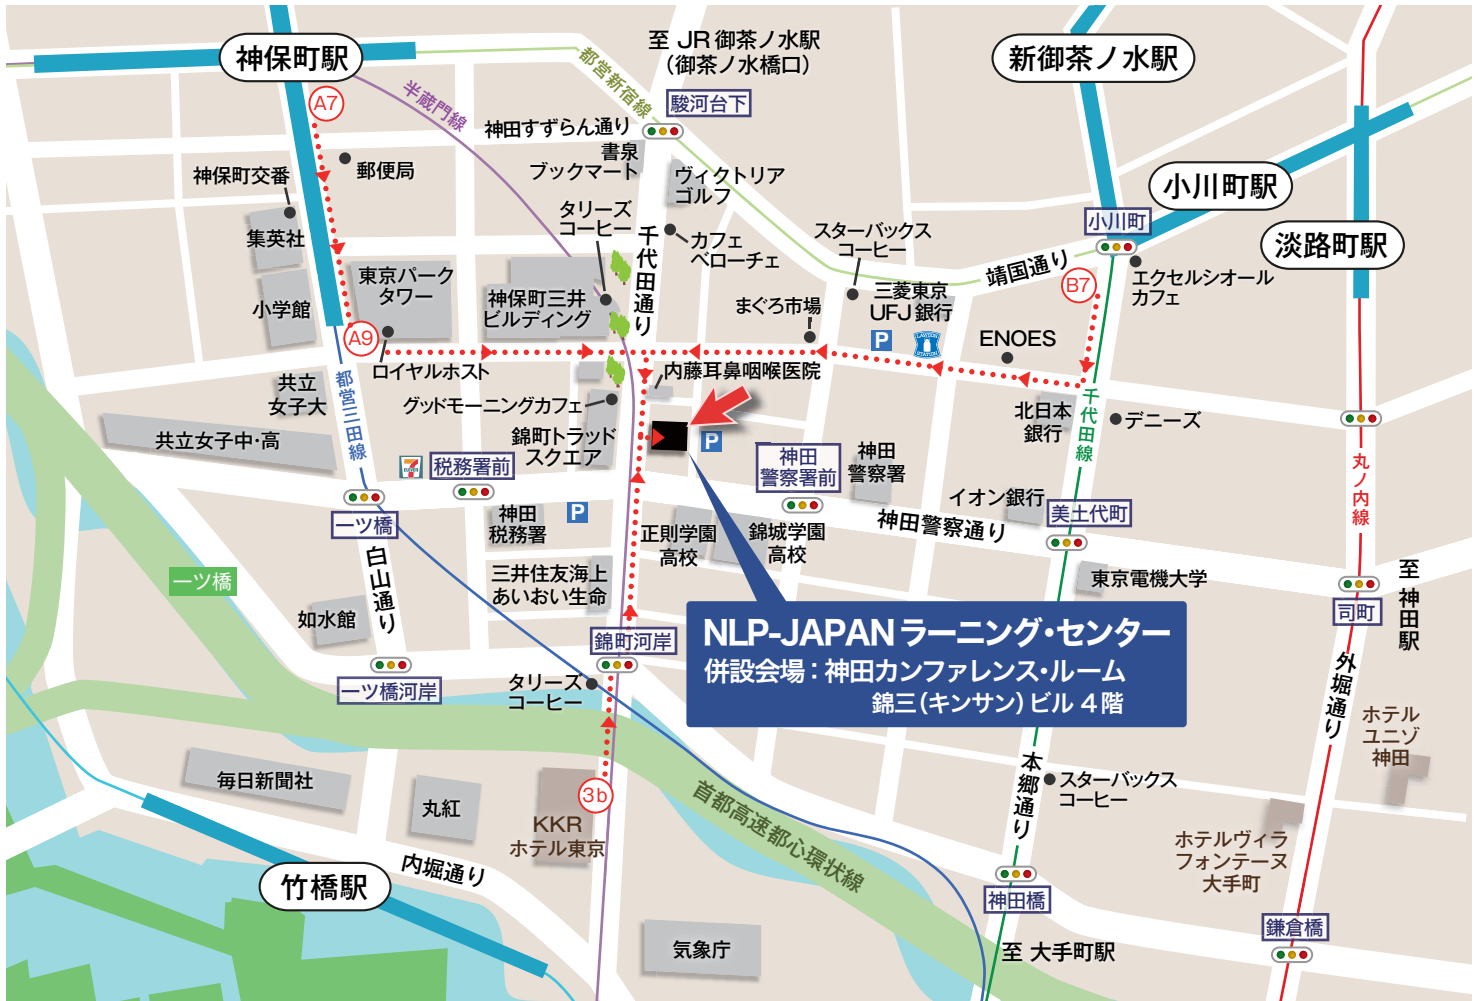 神保町駅
至 JR 御茶ノ水駅
(御茶ノ水橋口)
新御茶ノ水駅
都営新宿線
半蔵門線
A7
駿河台下
神田すずらん通り
書泉
ブックマート
郵便局
神保町交番
ヴィクトリア
ゴルフ
小川町駅
タリーズ
コーヒー
千代田通り
カフェ
ベローチェ
スターバックス
コーヒー
小川町
淡路町駅
集英社
靖国通り
エクセルシオール
カフェ
B7
東京パーク
タワー
小学館
神保町三井
ビルディング
まぐろ市場
三菱東京
UFJ 銀行
P
LAWSON
STATION
ENOES
A9
ロイヤルホスト
内藤耳鼻咽喉医院
共立
女子大
都営三田線
グッドモーニングカフェ
千代田線
北日本
銀行
デニーズ
共立女子中・高
錦町トラッド
スクエア
P
神田
警察署前
神田
警察署
7
ELEVEN
税務署前
丸ノ内線
イオン銀行
一ツ橋
神田
税務署
P
正則学園
高校
錦城学園
高校
神田警察通り
美土代町
白山通り
三井住友海上
あいおい生命
東京電機大学
至 神田駅
一ツ橋
如水館
錦町河岸
司町
NLP-JAPAN ラーニング・センター
併設会場：神田カンファレンス・ルーム
錦三(キンサン)ビル 4 階
一ツ橋河岸
タリーズ
コーヒー
外堀通り
ホテル
ユニゾ
神田
毎日新聞社
丸紅
3b
KKR
ホテル東京
首都高速都心環状線
本郷通り
スターバックス
コーヒー
ホテルヴィラ
フォンテーヌ
大手町
内堀通り
竹橋駅
神田橋
鎌倉橋
気象庁
至 大手町駅